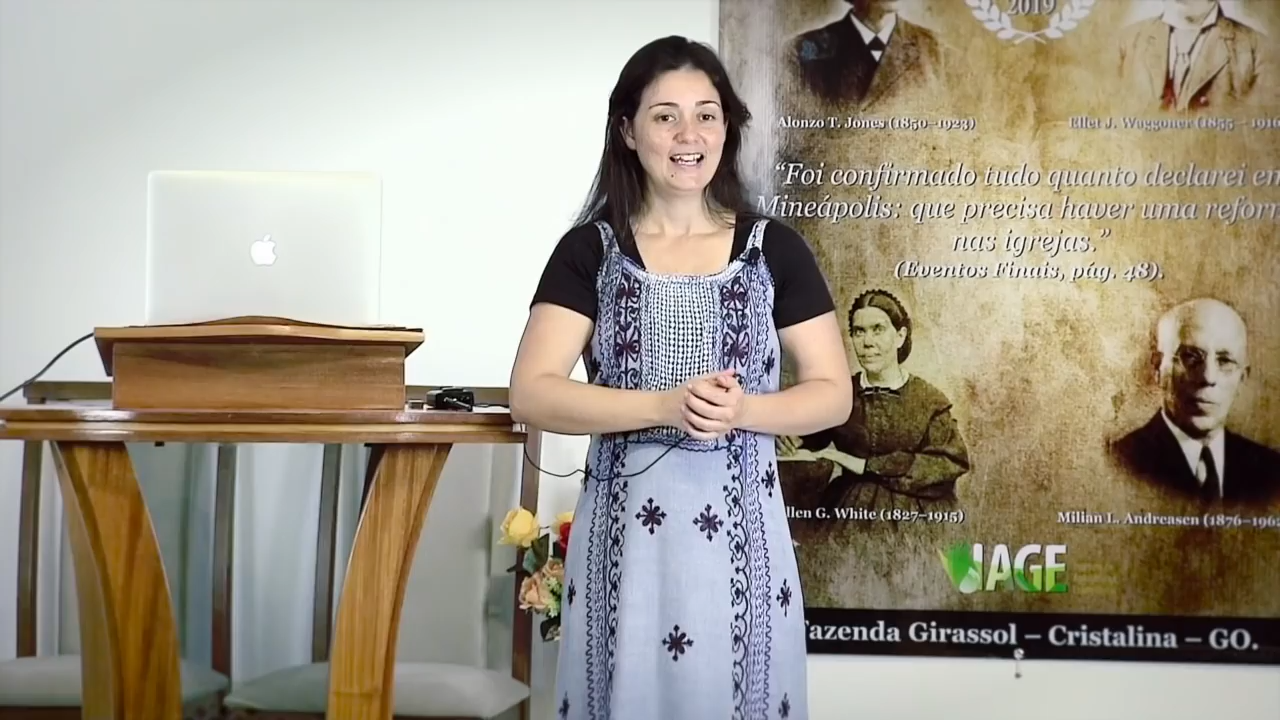 2019
Alonzo T. Jones (1850–1923)
Ellet J. Waggoner (1855 – 1916
“Foi confirmado tudo quanto declarei em
Mineápolis: que precisa haver uma reform
nas igrejas.”
(Eventos Finais, pág. 48).
llen G. White (1827–1915)
Milian L. Andreasen (1876–196
IAGE
Fazenda Girassol – Cristalina – GO.